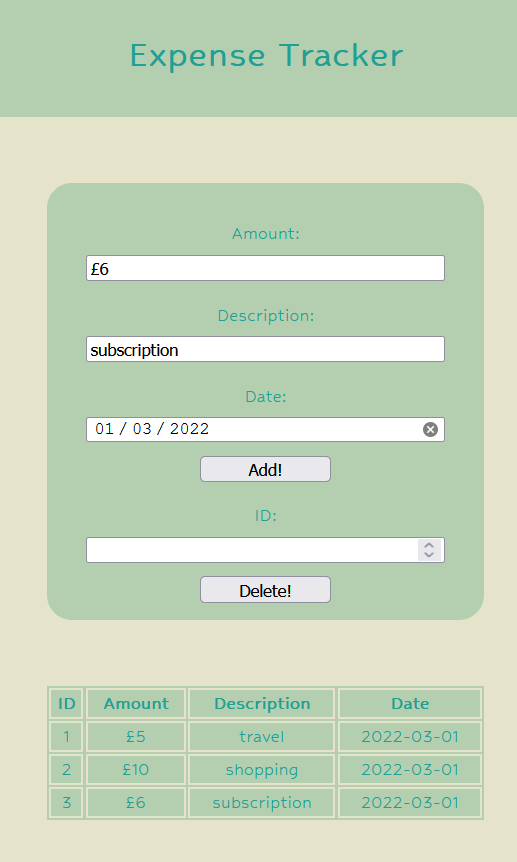 Expense Tracker
Amount:
£6
Description:
subscription
Date:
01 / 03 / 2022
Add!
ID:
Delete!
ID Amount Description Date
1 £5 travel 2022-03-01
2 £10 shopping 2022-03-01
3 £6 subscription 2022-03-01